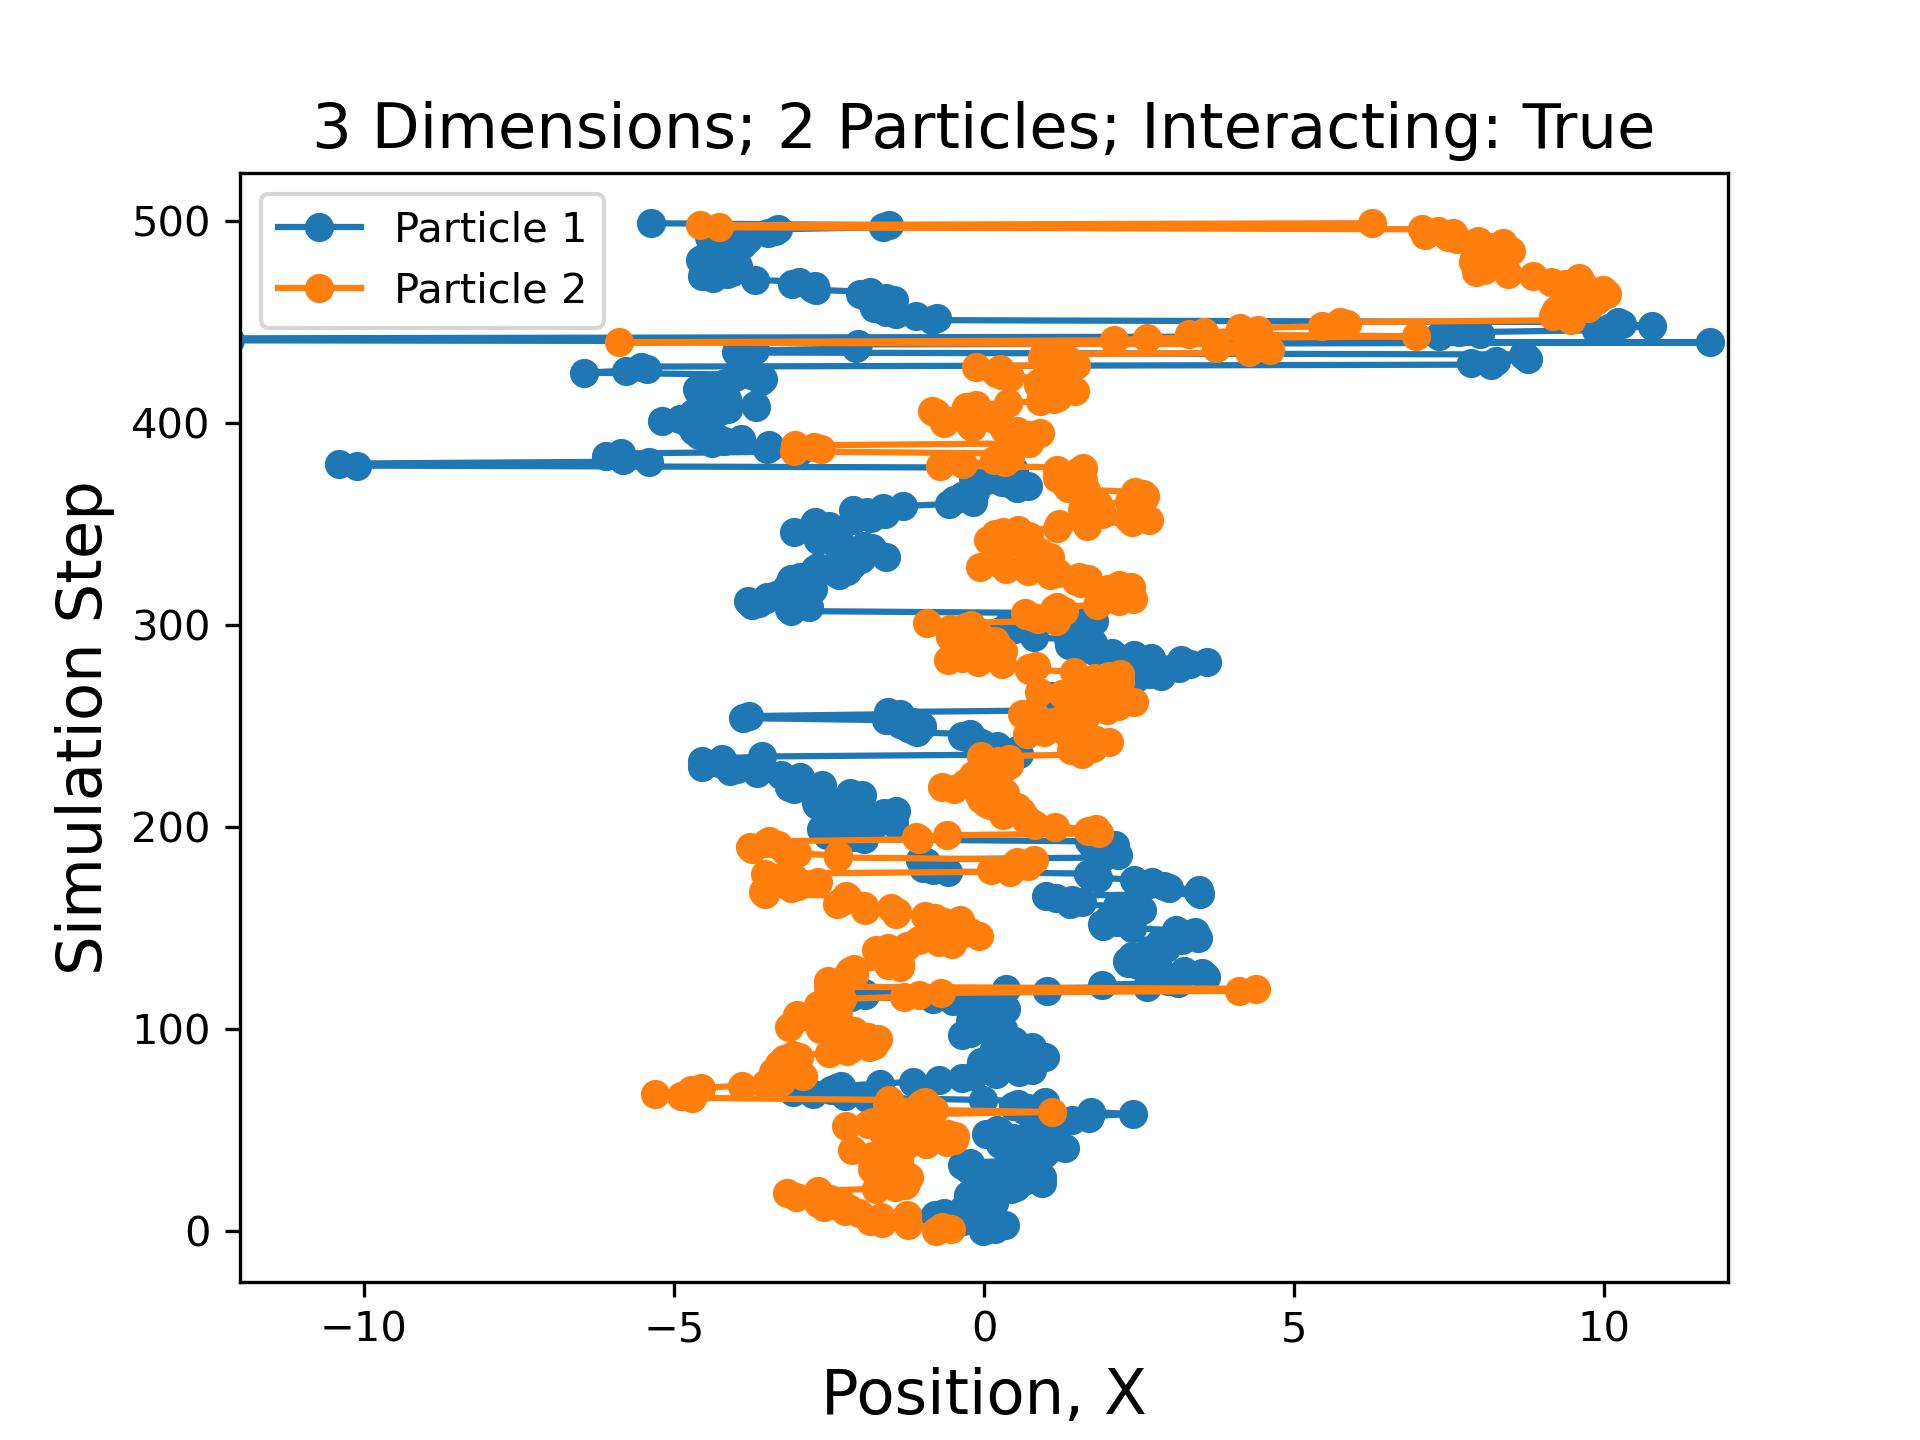 3 Dimensions; 2 Particles; Interacting: True
Particle 1
Particle 2
500
400
300
200
100
0
Simulation Step
−10
−5
0
5
10
Position, X